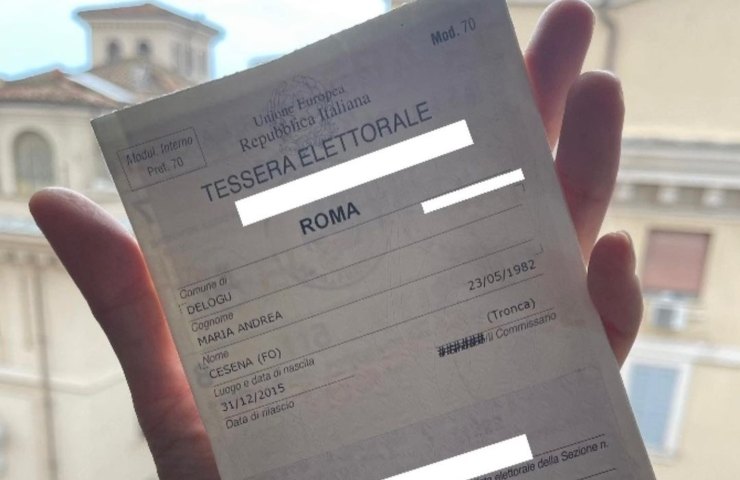 Mod. 70
Unione Europea
Repubblica Italiana
Modul. Interno
Pref. 70
TESSERA ELETTORALE
ROMA
Comune di
DELOGU
Cognome
MARIA ANDREA
Nome
CESENA (FO) 23/05/1982
Luogo e data di nascita
31/12/2015 (Tronca)
Data di rilascio Il Commissario
elettorale della Sezione n.